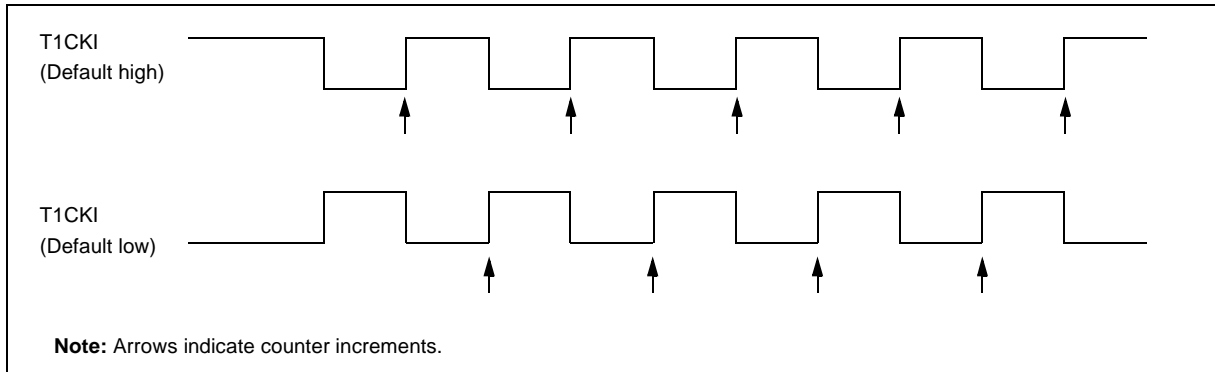 T1CKI
(Default high)
T1CKI
(Default low)
Note: Arrows indicate counter increments.